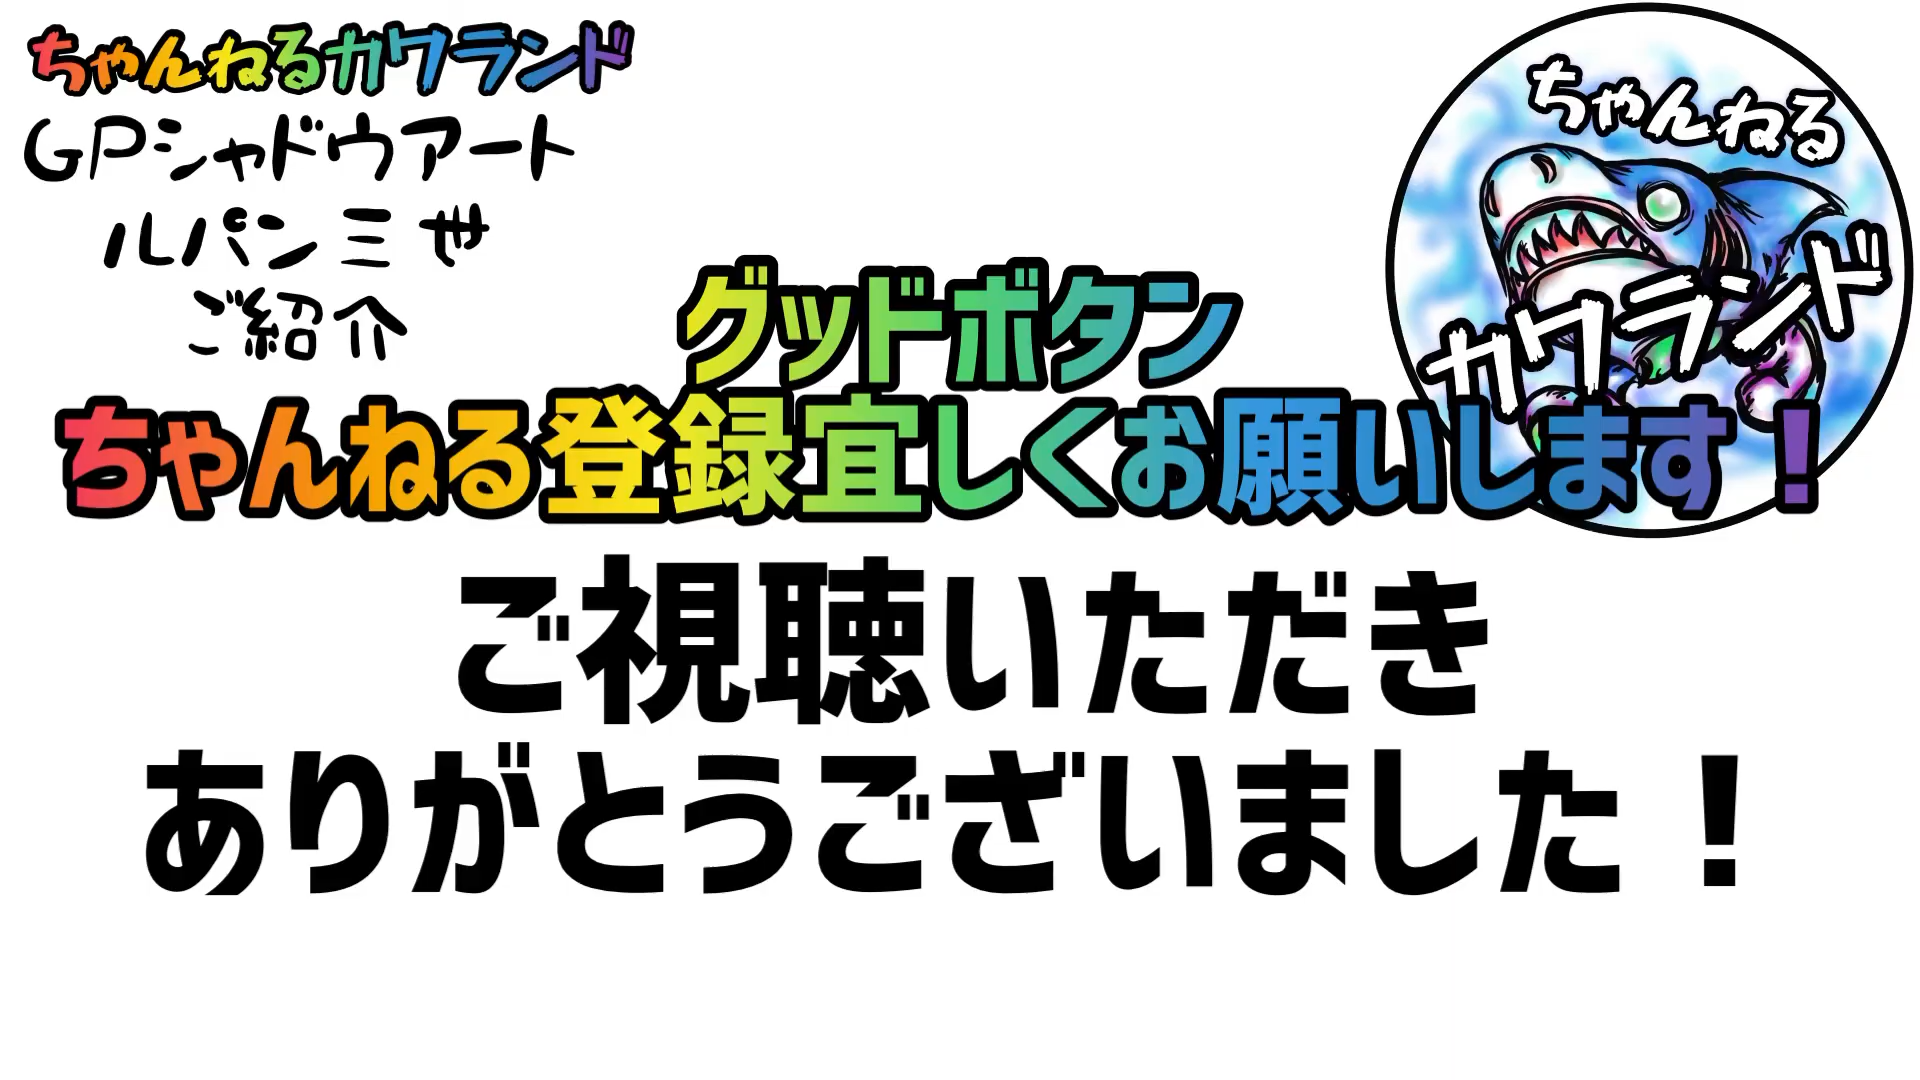 ちゃんねるカワランド
GPシャドウアート
ルパン三世
ご紹介
ちゃんねる
カワランド
グッドボタン
ちゃんねる登録宜しくお願いします！
ご視聴いただき
ありがとうございました！